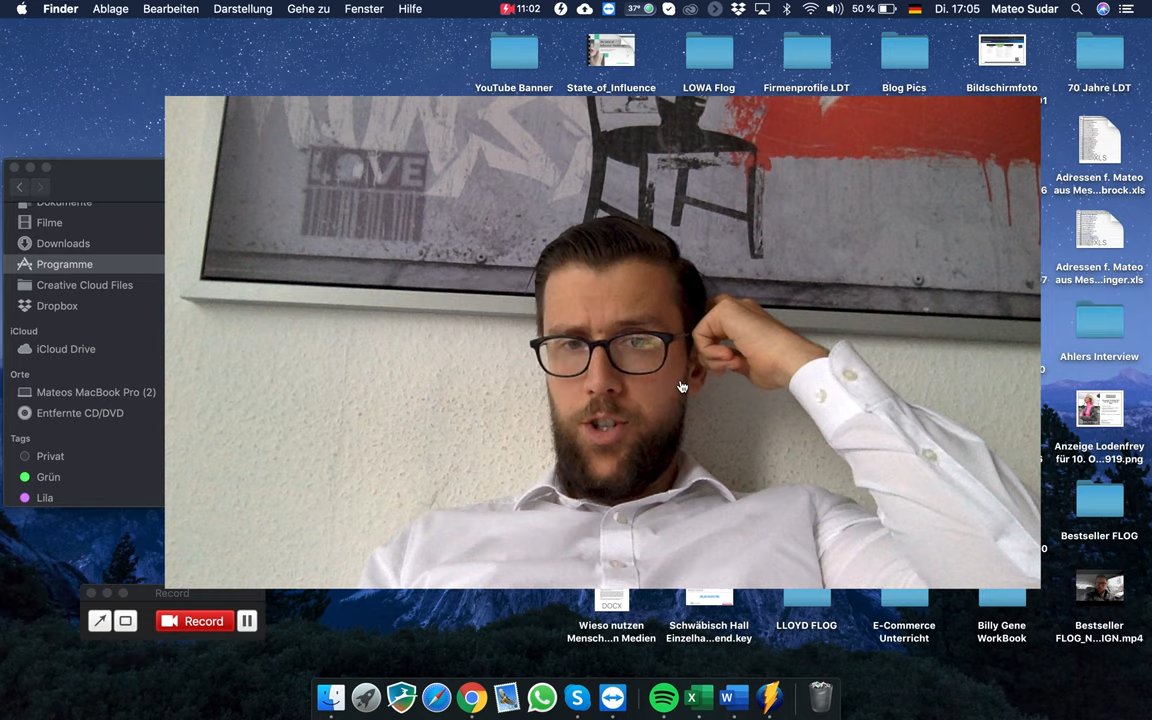 Finder Ablage Bearbeiten Darstellung Gehe zu Fenster Hilfe 11:02 37° 50 % Di. 17:05 Mateo Sudar
YouTube Banner State_of_Influence LOWA Flog Firmenprofile LDT Blog Pics Bildschirmfoto 70 Jahre LDT
Adressen f. Mateo
aus Mes...brock.xls
Adressen f. Mateo
aus Mes...inger.xls
Ahlers Interview
Anzeige Lodenfrey
für 10. O...919.png
Bestseller FLOG
Bestseller
FLOG_N...IGN.mp4
LOVE
Dokumente
Filme
Downloads
Programme
Creative Cloud Files
Dropbox
iCloud
iCloud Drive
Orte
Mateos MacBook Pro (2)
Entfernte CD/DVD
Tags
Privat
Grün
Lila
Record
Record
DOCX
Wieso nutzen
Mensch...n Medien
Schwäbisch Hall
Einzelha...end.key
LLOYD FLOG
E-Commerce
Unterricht
Billy Gene
WorkBook